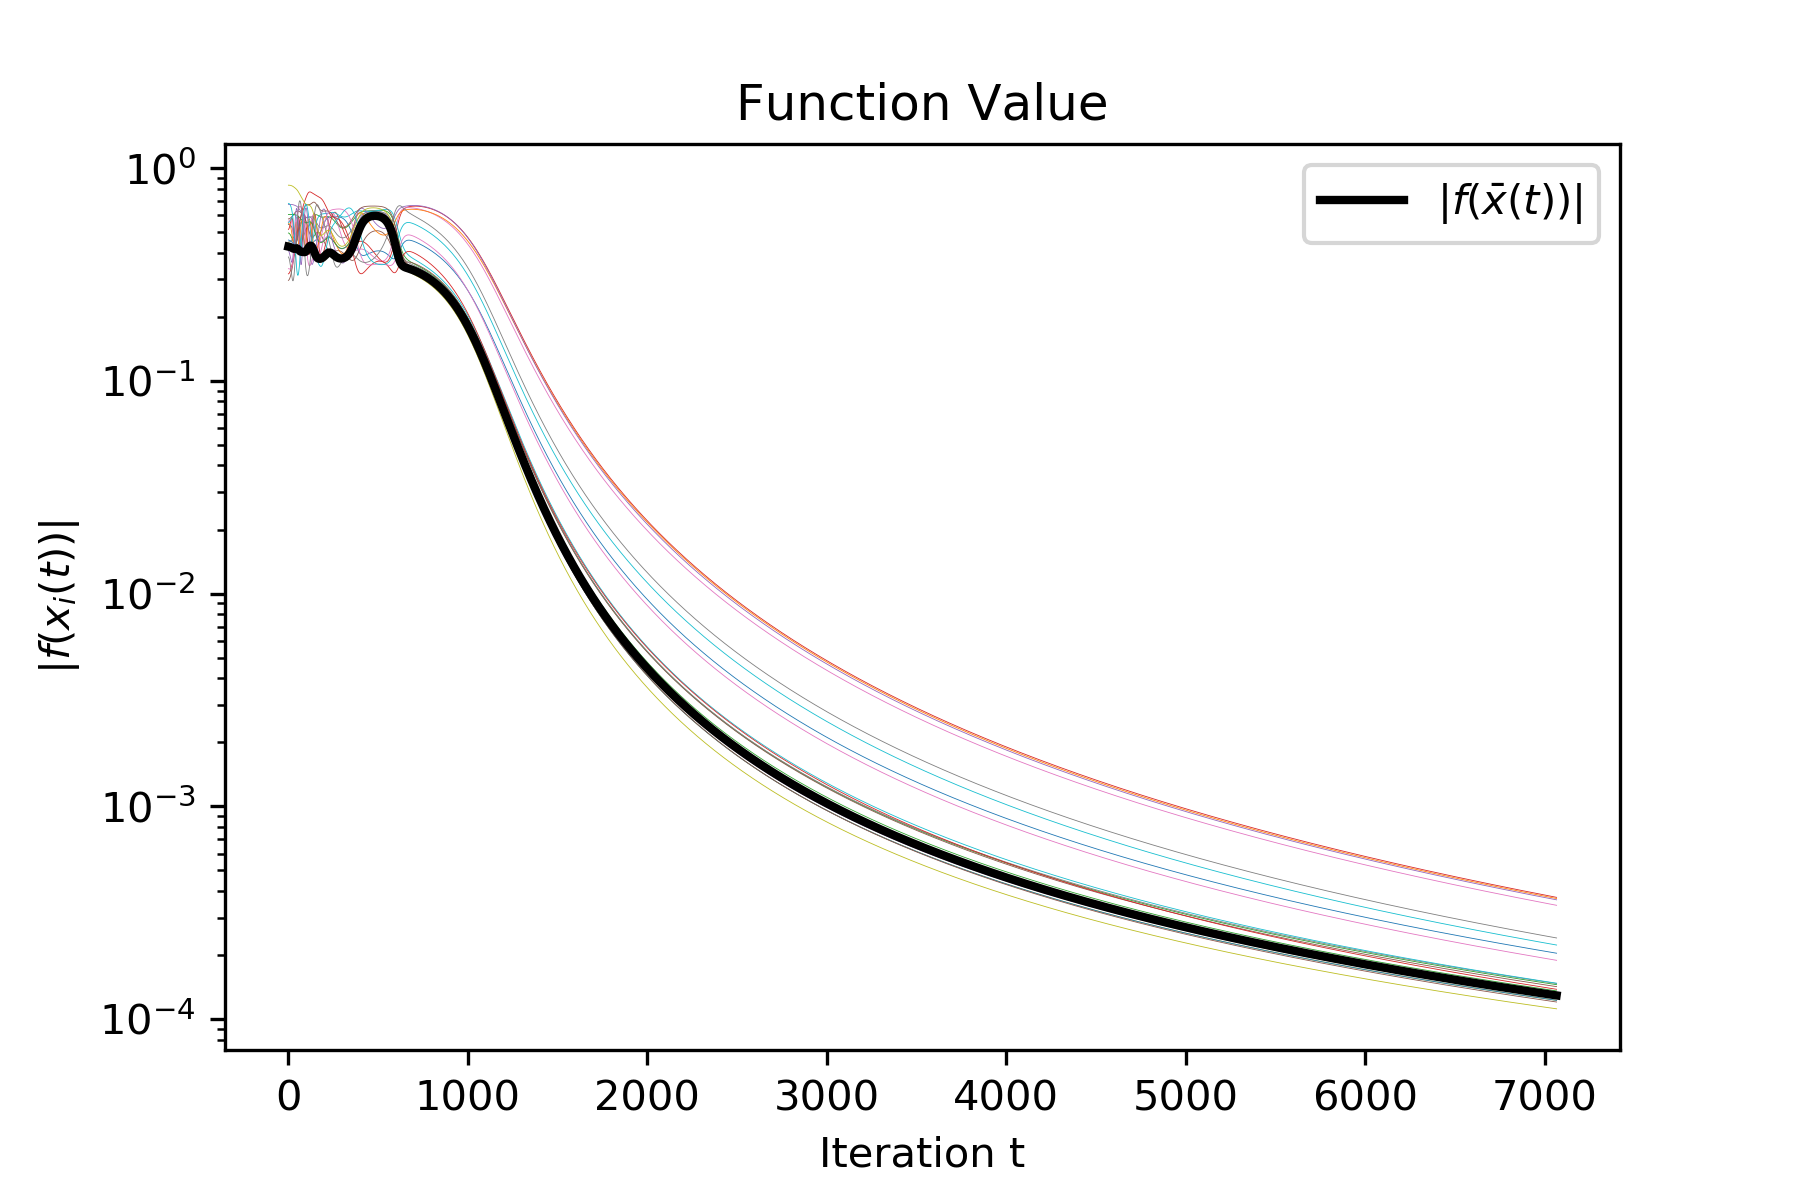 Function Value
|f(x̄(t))|
10⁰
10⁻¹
10⁻²
10⁻³
10⁻⁴
|f(xᵢ(t))|
0 1000 2000 3000 4000 5000 6000 7000
Iteration t